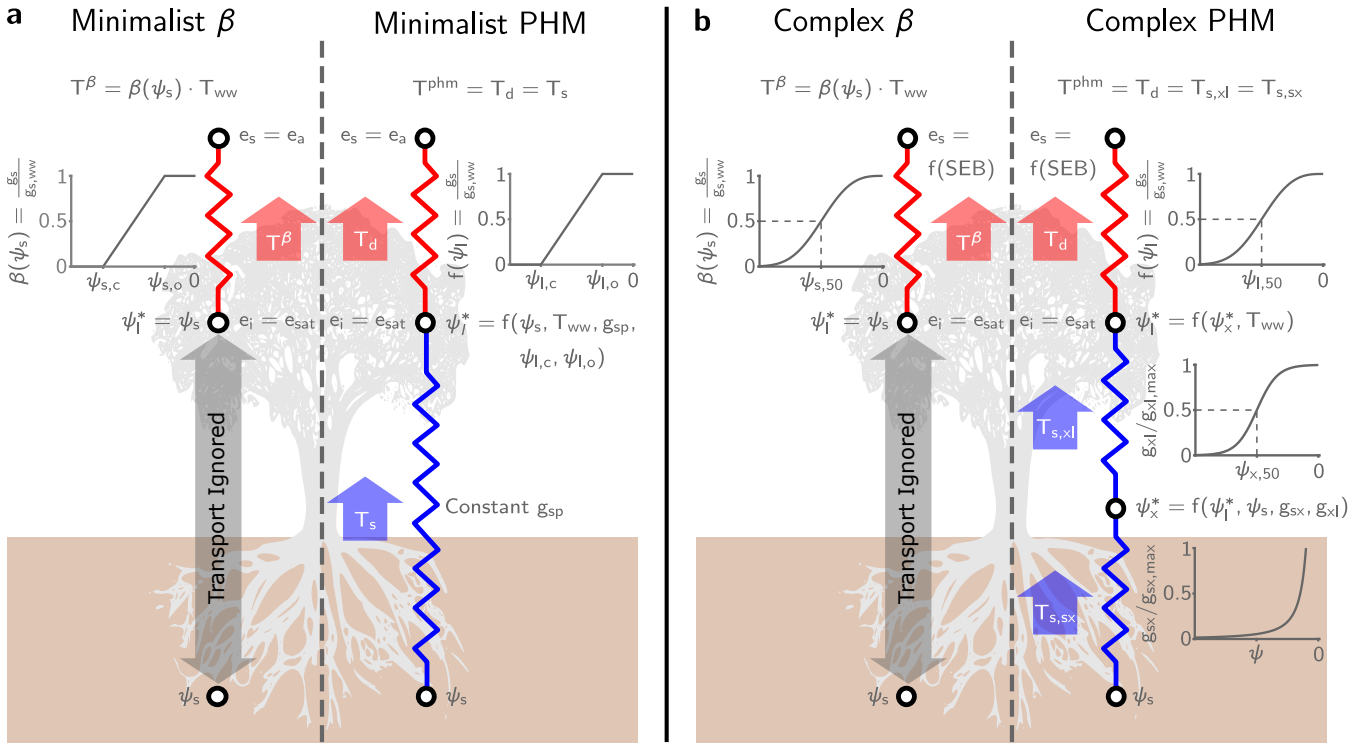 a
Minimalist β
Minimalist PHM
T^β = β(ψ_s) · T_ww
T^phm = T_d = T_s
e_s = e_a
e_s = e_a
β(ψ_s) = g_s/g_s,ww
1
0.5
0
ψ_s,c
ψ_s,o
0
T^β
T_d
f(ψ_l) = g_s/g_s,ww
1
0.5
0
ψ_l,c
ψ_l,o
0
ψ_l^* = ψ_s
e_i = e_sat
e_i = e_sat
ψ_l^* = f(ψ_s, T_ww, g_sp,
ψ_l,c, ψ_l,o)
Transport Ignored
T_s
Constant g_sp
ψ_s
ψ_s
b
Complex β
Complex PHM
T^β = β(ψ_s) · T_ww
T^phm = T_d = T_s,xl = T_s,sx
e_s =
f(SEB)
e_s =
f(SEB)
β(ψ_s) = g_s/g_s,ww
1
0.5
0
ψ_s,50
0
T^β
T_d
f(ψ_l) = g_s/g_s,ww
1
0.5
0
ψ_l,50
0
ψ_l^* = ψ_s
e_i = e_sat
e_i = e_sat
ψ_l^* = f(ψ_x^*, T_ww)
Transport Ignored
T_s,xl
g_xl/g_xl,max
1
0.5
0
ψ_x,50
0
ψ_x^* = f(ψ_l^*, ψ_s, g_sx, g_xl)
T_s,sx
g_sx/g_sx,max
1
0.5
0
ψ
0
ψ_s
ψ_s